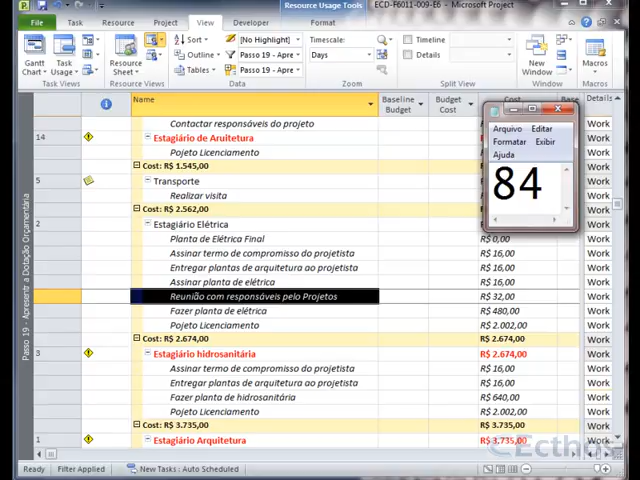 Resource Usage Tools
ECD-F6011-009-E6 - Microsoft Project
File Task Resource Project View Developer Format
Gantt Chart
Task Usage
Resource Sheet
Sort
Outline
Tables
[No Highlight]
Passo 19 - Apre
Passo 19 - Apre
Timescale:
Days
Timeline
Details
New Window
Macros
Task Views Resource Views Data Zoom Split View Macros
Name Baseline Budget Budget Cost Cost Base Details
Contactar responsáveis do projeto Work
14 Estagiário de Aruitetura Work
Pojeto Licenciamento Work
Cost: R$ 1.545,00
5 Transporte Work
Realizar visita Work
Cost: R$ 2.562,00
2 Estagiário Elétrica Work
Planta de Elétrica Final R$ 0,00 Work
Assinar termo de compromisso do projetista R$ 16,00 Work
Entregar plantas de arquitetura ao projetista R$ 16,00 Work
Assinar planta de elétrica R$ 16,00 Work
Reunião com responsáveis pelo Projetos R$ 32,00 Work
Fazer planta de elétrica R$ 480,00 Work
Pojeto Licenciamento R$ 2.002,00 Work
Cost: R$ 2.674,00 R$ 2.674,00 Work
3 Estagiário hidrosanitária R$ 2.674,00 Work
Assinar termo de compromisso do projetista R$ 16,00 Work
Entregar plantas de arquitetura ao projetista R$ 16,00 Work
Fazer planta de hidrosanitária R$ 640,00 Work
Pojeto Licenciamento R$ 2.002,00 Work
Cost: R$ 3.735,00 R$ 3.735,00 Work
1 Estagiário Arquitetura R$ 3.735,00 Work
Arquivo Editar
Formatar Exibir
Ajuda
84
Passo 19 - Apresentr a Dotação Orçamentária
Ecthos
Ready Filter Applied New Tasks : Auto Scheduled